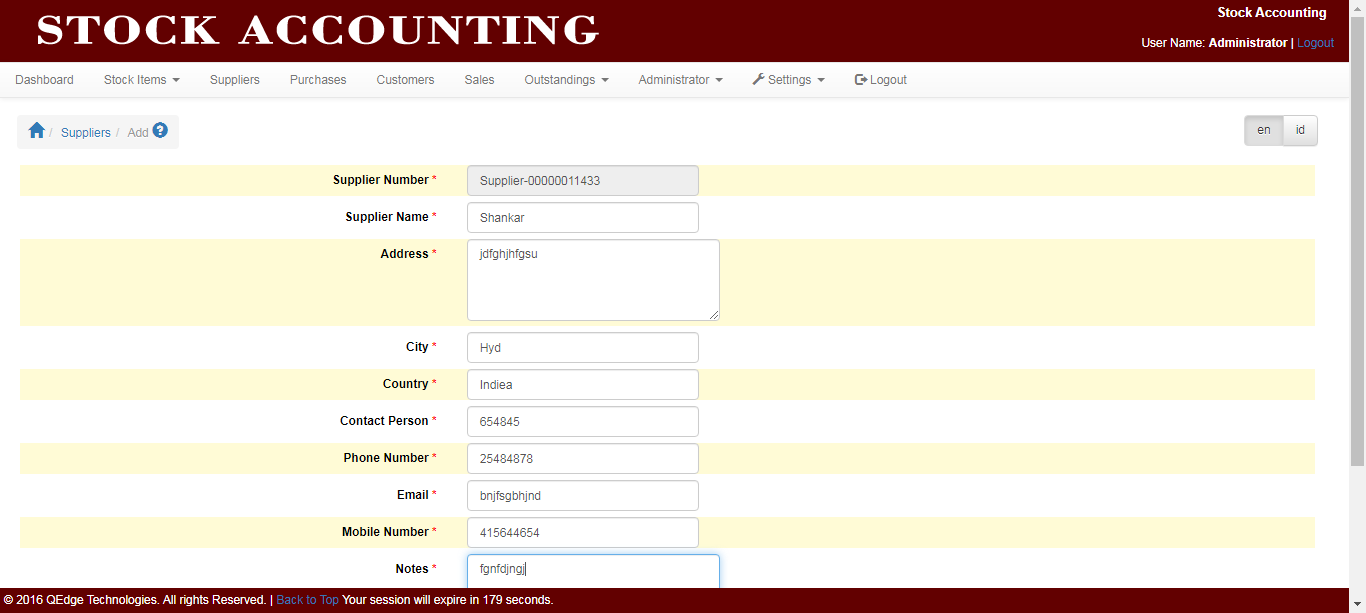 STOCK ACCOUNTING
Stock Accounting
User Name: Administrator | Logout
Dashboard Stock Items Suppliers Purchases Customers Sales Outstandings Administrator Settings Logout
/ Suppliers / Add ?
en id
Supplier Number * Supplier-00000011433
Supplier Name * Shankar
Address * jdfghjhfgsu
City * Hyd
Country * Indiea
Contact Person * 654845
Phone Number * 25484878
Email * bnjfsgbhjnd
Mobile Number * 415644654
Notes * fgnfdjngj
© 2016 QEdge Technologies. All rights Reserved. | Back to Top Your session will expire in 179 seconds.